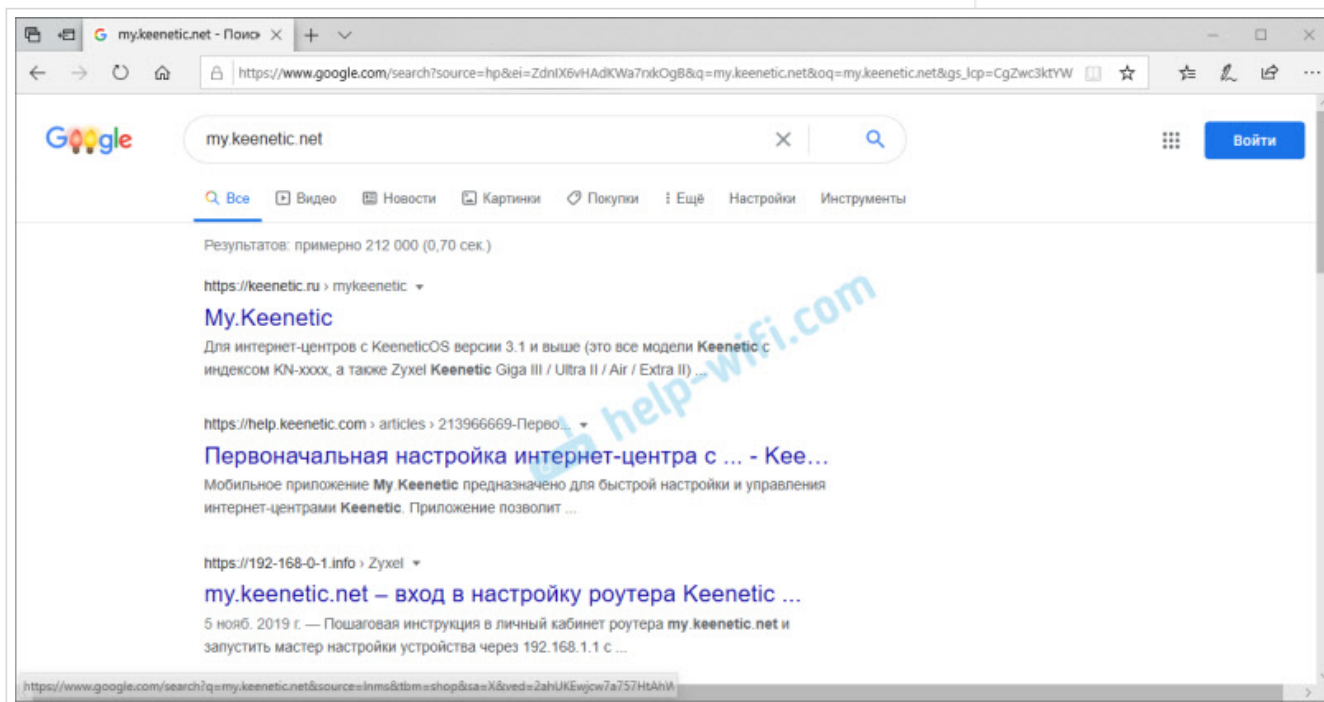 my.keenetic.net - Поис
https://www.google.com/search?source=hp&ei=ZdnIX6vHAdKWa7rxkOgB&q=my.keenetic.net&oq=my.keenetic.net&gs_lcp=CgZwc3ktYW
Google
my.keenetic.net
Войти
Все Видео Новости Картинки Покупки Ещё Настройки Инструменты
Результатов: примерно 212 000 (0,70 сек.)
https://keenetic.ru › mykeenetic
My.Keenetic
Для интернет-центров с KeeneticOS версии 3.1 и выше (это все модели Keenetic с
индексом KN-xxxx, а также Zyxel Keenetic Giga III / Ultra II / Air / Extra II) ...
help-wifi.com
https://help.keenetic.com › articles › 213966669-Перво...
Первоначальная настройка интернет-центра с ... - Kee...
Мобильное приложение My.Keenetic предназначено для быстрой настройки и управления
интернет-центрами Keenetic. Приложение позволит ...
https://192-168-0-1.info › Zyxel
my.keenetic.net – вход в настройку роутера Keenetic ...
5 нояб. 2019 г. — Пошаговая инструкция в личный кабинет роутера my.keenetic.net и
запустить мастер настройки устройства через 192.168.1.1 с ...
https://www.google.com/search?q=my.keenetic.net&source=lnms&tbm=shop&sa=X&ved=2ahUKEwjcw7a757HtAhW